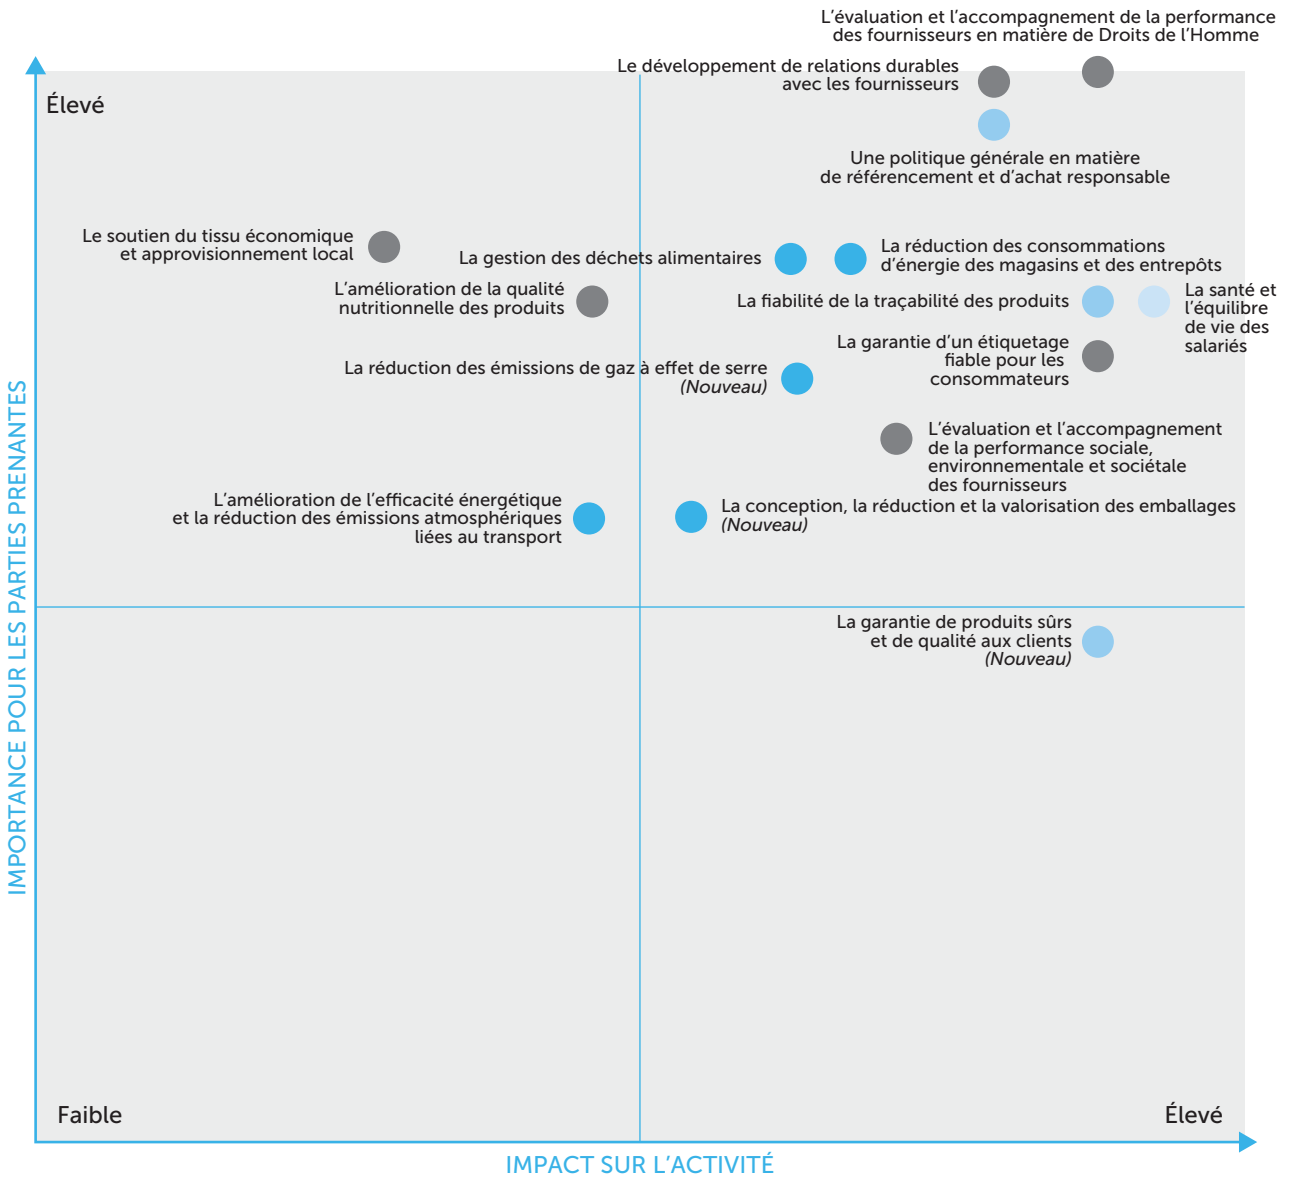 L’évaluation et l’accompagnement de la performance
des fournisseurs en matière de Droits de l’Homme
Le développement de relations durables
avec les fournisseurs
Élevé
Une politique générale en matière
de référencement et d’achat responsable
Le soutien du tissu économique
et approvisionnement local
La gestion des déchets alimentaires
La réduction des consommations
d’énergie des magasins et des entrepôts
L’amélioration de la qualité
nutritionnelle des produits
La fiabilité de la traçabilité des produits
La santé et
l’équilibre
de vie des
salariés
La garantie d’un étiquetage
fiable pour les
consommateurs
La réduction des émissions de gaz à effet de serre
(Nouveau)
L’évaluation et l’accompagnement
de la performance sociale,
environnementale et sociétale
des fournisseurs
L’amélioration de l’efficacité énergétique
et la réduction des émissions atmosphériques
liées au transport
La conception, la réduction et la valorisation des emballages
(Nouveau)
La garantie de produits sûrs
et de qualité aux clients
(Nouveau)
IMPORTANCE POUR LES PARTIES PRENANTES
Faible
Élevé
IMPACT SUR L’ACTIVITÉ